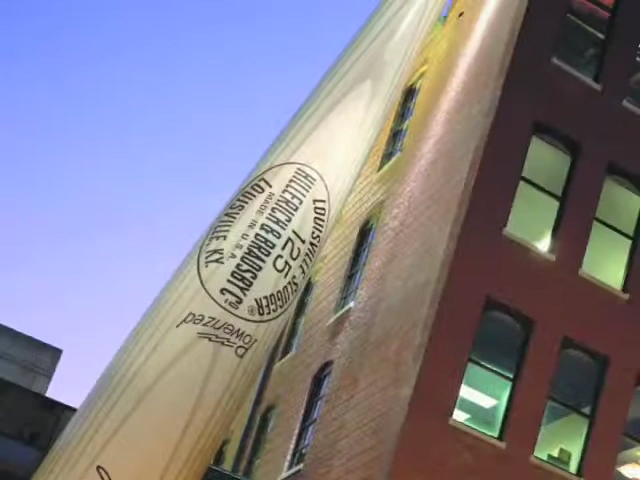 LOUISVILLE SLUGGER®
125
HILLERICH & BRADSBY Co
MADE IN U.S.A.
LOUISVILLE KY.
Powerized